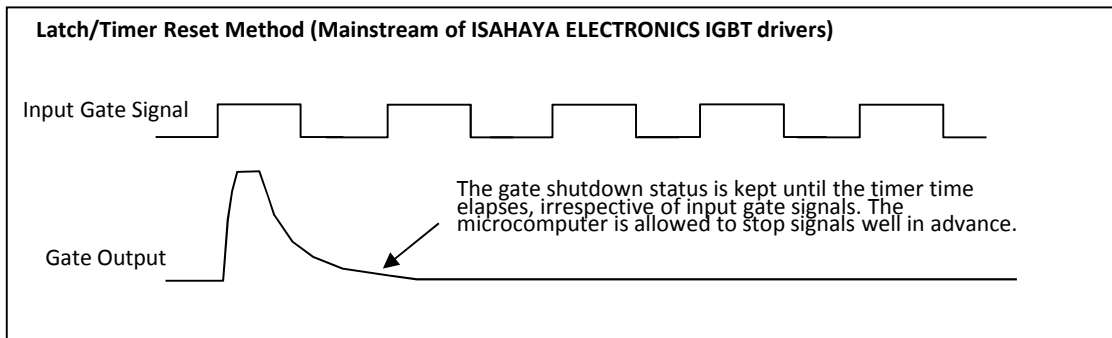 Latch/Timer Reset Method (Mainstream of ISAHAYA ELECTRONICS IGBT drivers)
Input Gate Signal
The gate shutdown status is kept until the timer time
elapses, irrespective of input gate signals. The
microcomputer is allowed to stop signals well in advance.
Gate Output